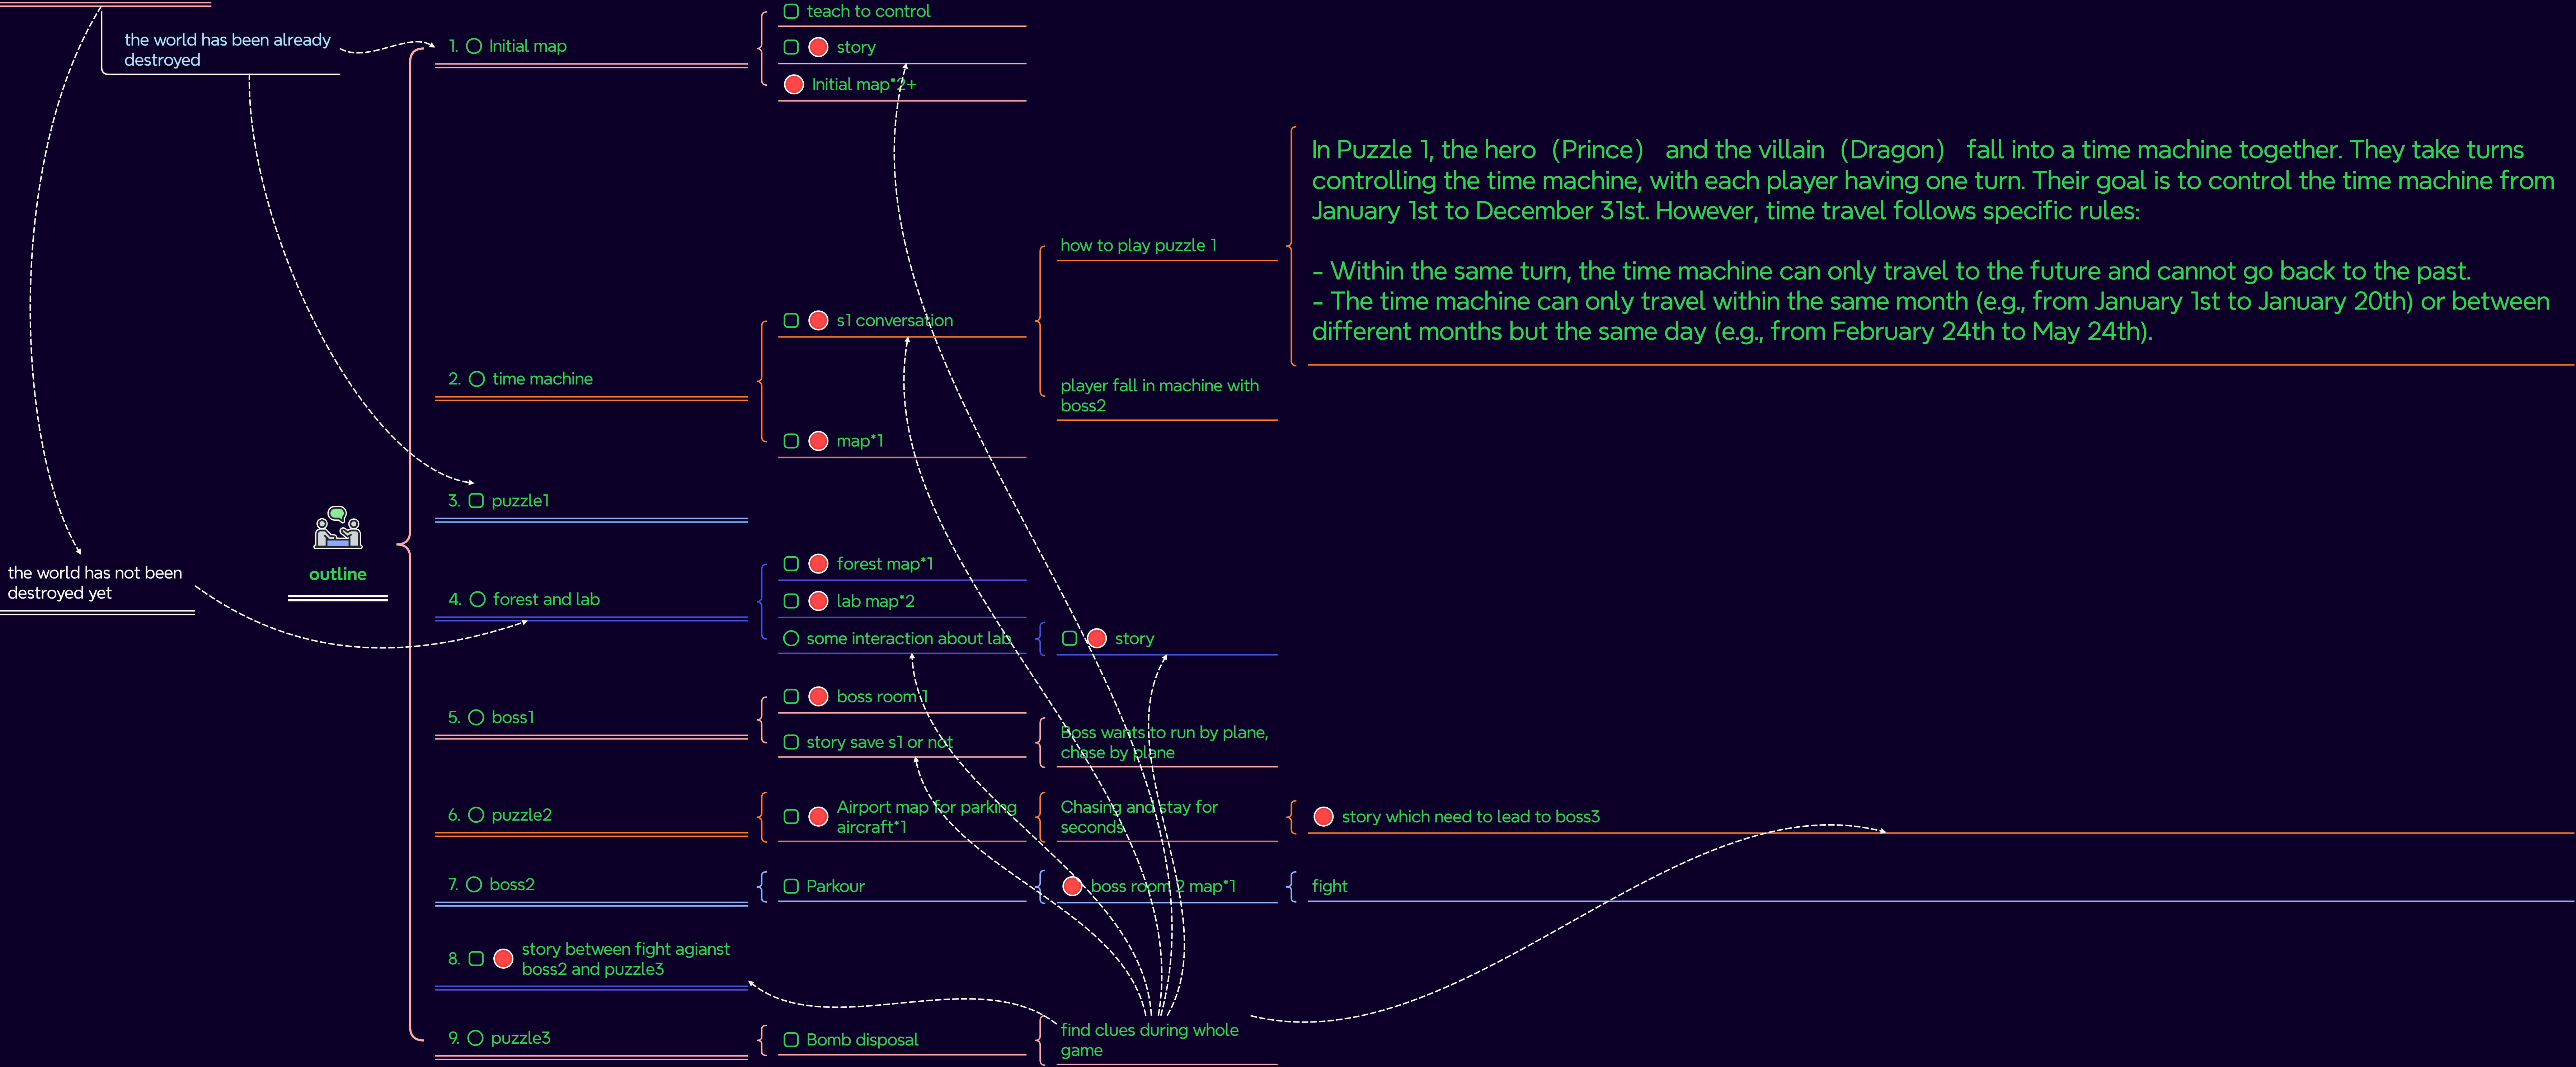 the world has been already
destroyed
the world has not been
destroyed yet
outline
1. Initial map
teach to control
story
Initial map*2+
2. time machine
s1 conversation
how to play puzzle 1
In Puzzle 1, the hero（Prince） and the villain（Dragon） fall into a time machine together. They take turns
controlling the time machine, with each player having one turn. Their goal is to control the time machine from
January 1st to December 31st. However, time travel follows specific rules:
- Within the same turn, the time machine can only travel to the future and cannot go back to the past.
- The time machine can only travel within the same month (e.g., from January 1st to January 20th) or between
different months but the same day (e.g., from February 24th to May 24th).
player fall in machine with
boss2
map*1
3. puzzle1
4. forest and lab
forest map*1
lab map*2
some interaction about lab
story
5. boss1
boss room 1
story save s1 or not
Boss wants to run by plane,
chase by plane
6. puzzle2
Airport map for parking
aircraft*1
Chasing and stay for
seconds
story which need to lead to boss3
7. boss2
Parkour
boss room 2 map*1
fight
8. story between fight agianst
boss2 and puzzle3
9. puzzle3
Bomb disposal
find clues during whole
game